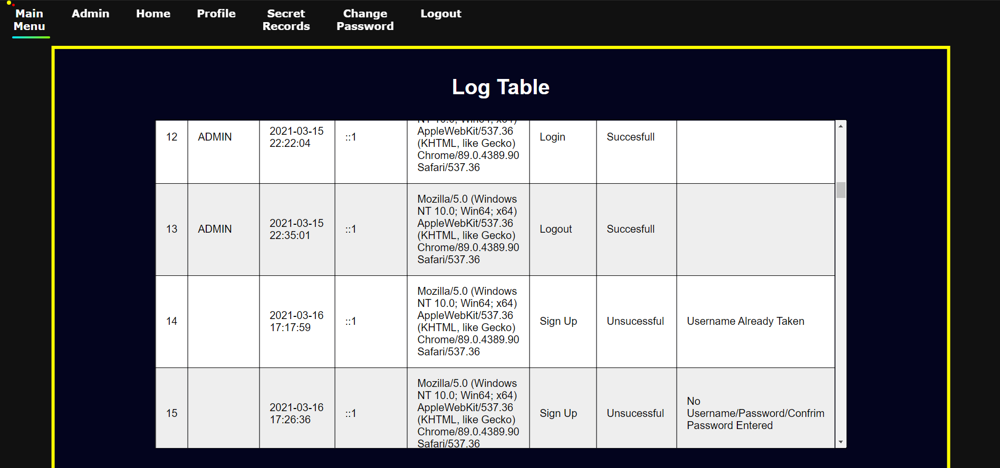 Main Menu Admin Home Profile Secret Records Change Password Logout
Log Table
NT 10.0; Win64; x64)
12 ADMIN 2021-03-15 22:22:04 ::1 AppleWebKit/537.36 (KHTML, like Gecko) Chrome/89.0.4389.90 Safari/537.36 Login Succesfull
13 ADMIN 2021-03-15 22:35:01 ::1 Mozilla/5.0 (Windows NT 10.0; Win64; x64) AppleWebKit/537.36 (KHTML, like Gecko) Chrome/89.0.4389.90 Safari/537.36 Logout Succesfull
14 2021-03-16 17:17:59 ::1 Mozilla/5.0 (Windows NT 10.0; Win64; x64) AppleWebKit/537.36 (KHTML, like Gecko) Chrome/89.0.4389.90 Safari/537.36 Sign Up Unsucessful Username Already Taken
15 2021-03-16 17:26:36 ::1 Mozilla/5.0 (Windows NT 10.0; Win64; x64) AppleWebKit/537.36 (KHTML, like Gecko) Chrome/89.0.4389.90 Safari/537.36 Sign Up Unsucessful No Username/Password/Confrim Password Entered